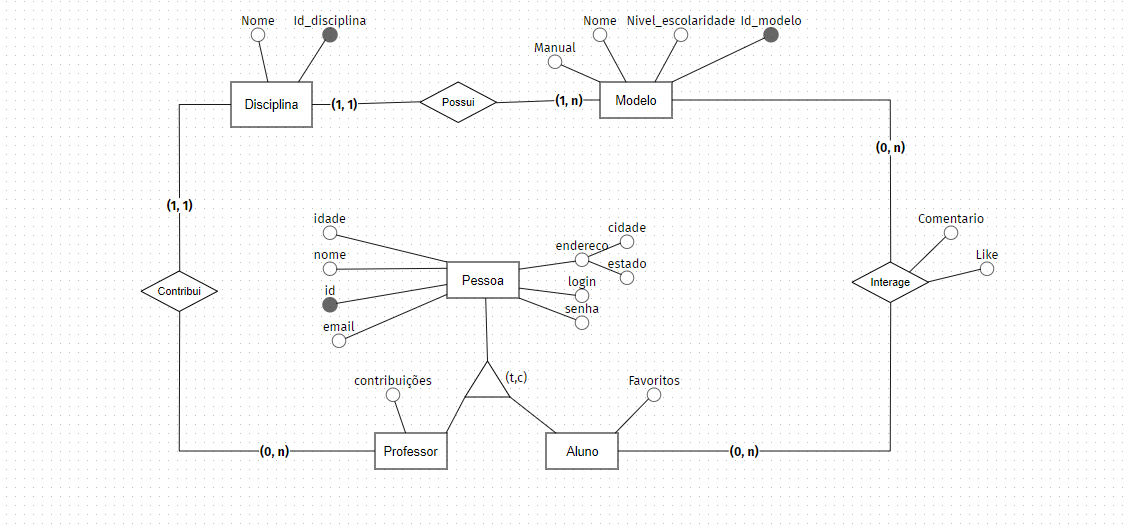 Nome
Id_disciplina
Nome
Nivel_escolaridade
Id_modelo
Manual
Disciplina
(1, 1)
Possui
(1, n)
Modelo
(0, n)
(1, 1)
idade
nome
id
email
Pessoa
endereco
cidade
estado
login
senha
Comentario
Like
Contribui
Interage
contribuições
(t,c)
Favoritos
(0, n)
Professor
Aluno
(0, n)